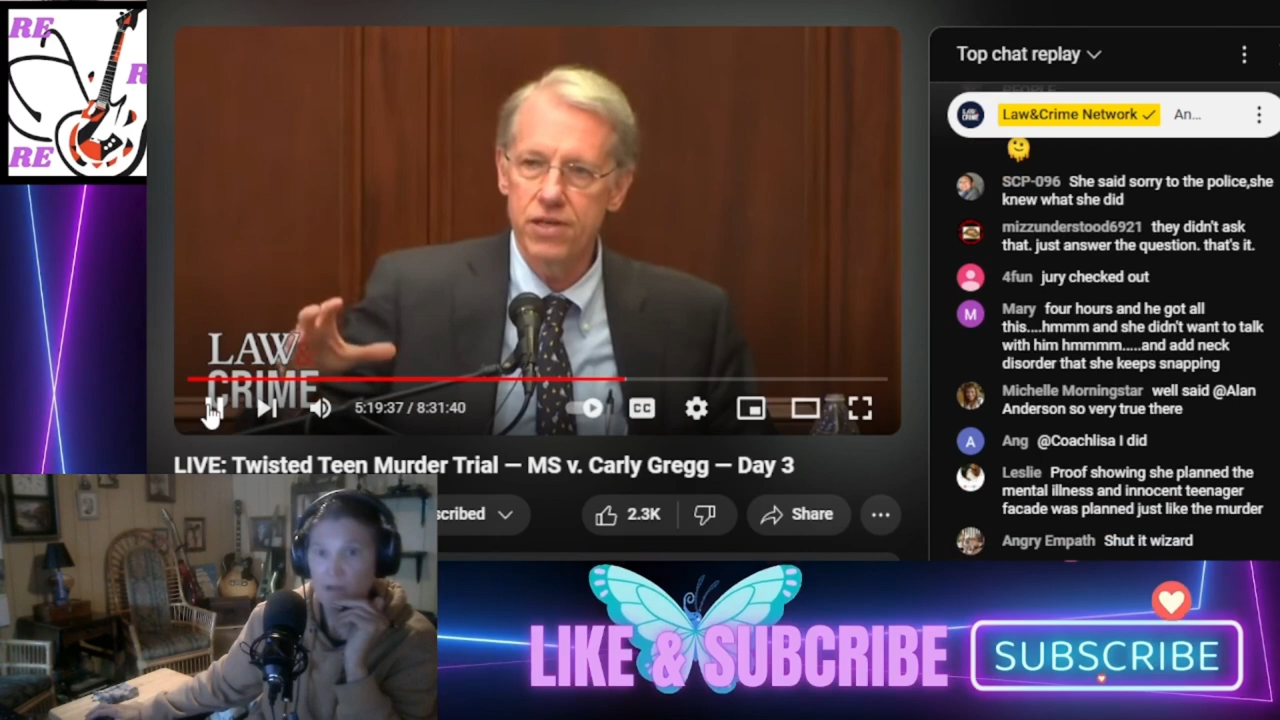 RE
R
RE
LAW&
CRIME
5:19:37 / 8:31:40
CC
LIVE: Twisted Teen Murder Trial — MS v. Carly Gregg — Day 3
scribed
2.3K
Share
Top chat replay
PEOPLE
LAW&
CRIME
Law&Crime Network
An...
SCP-096 She said sorry to the police,she
knew what she did
mizzunderstood6921 they didn't ask
that. just answer the question. that's it.
4fun jury checked out
M
Mary four hours and he got all
this....hmmm and she didn't want to talk
with him hmmmm.....and add neck
disorder that she keeps snapping
Michelle Morningstar well said @Alan
Anderson so very true there
A
Ang @Coachlisa I did
Leslie Proof showing she planned the
mental illness and innocent teenager
facade was planned just like the murder
Angry Empath Shut it wizard
LIKE & SUBCRIBE
SUBSCRIBE